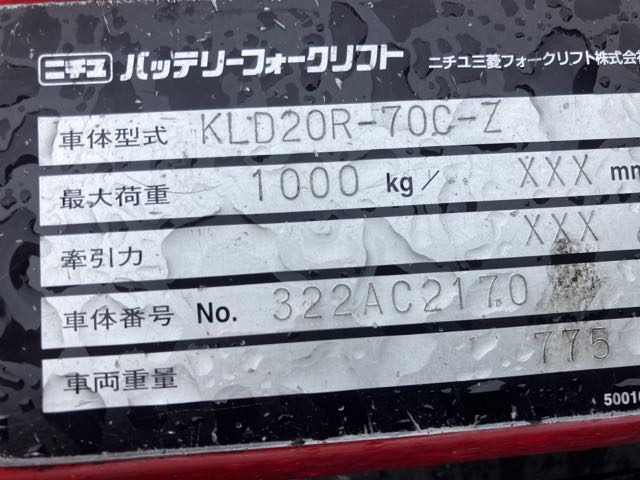 ニチユ バッテリーフォークリフト ニチユ三菱フォークリフト株式会
車体型式 KLD20R-70C-Z
最大荷重 1000 kg/-- XXX mm
牽引力 XXX
車体番号 No. 322AC2170
車両重量 775
5001